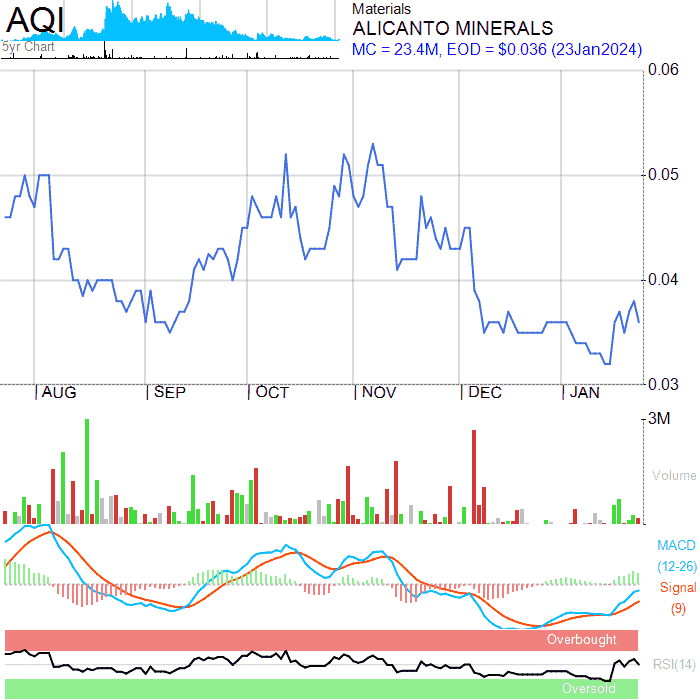 AQI
5yr Chart
Materials
ALICANTO MINERALS
MC = 23.4M, EOD = $0.036 (23Jan2024)
0.06
0.05
0.04
0.03
AUG SEP OCT NOV DEC JAN
3M
Volume
MACD
(12-26)
Signal
(9)
Overbought
RSI(14)
Oversold